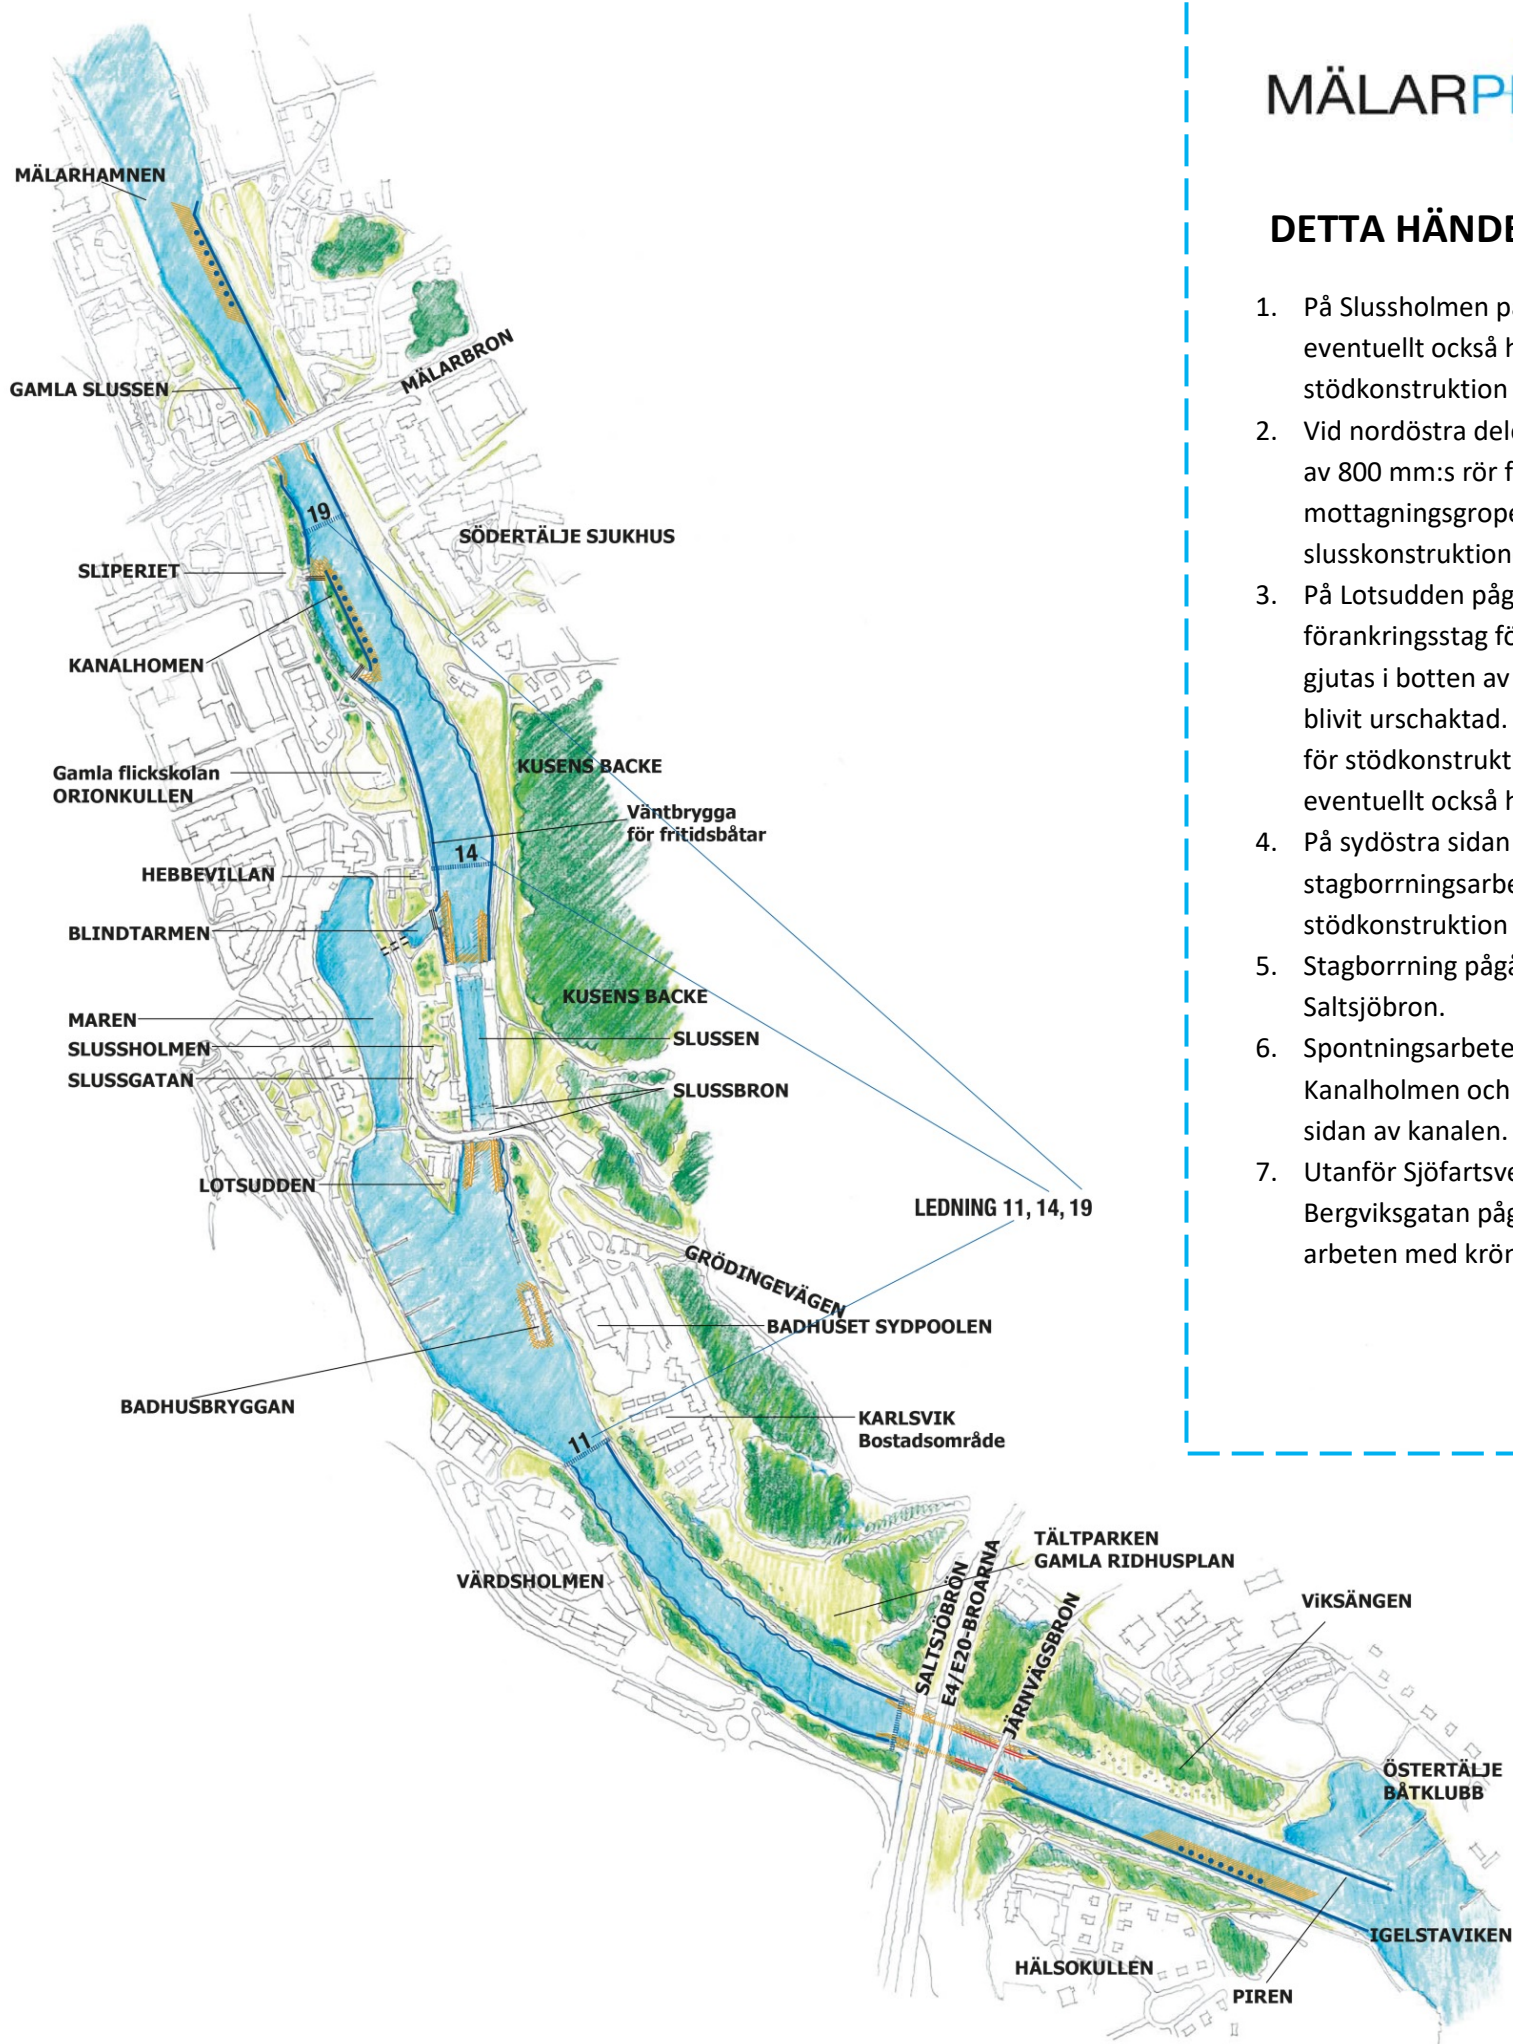 MÄLARHAMNEN
GAMLA SLUSSEN
MÄLARBRON
19
SÖDERTÄLJE SJUKHUS
SLIPERIET
KANALHOMEN
Gamla flickskolan
ORIONKULLEN
KUSENS BACKE
Väntbrygga
för fritidsbåtar
14
HEBBEVILLAN
BLINDTARMEN
KUSENS BACKE
MAREN
SLUSSEN
SLUSSHOLMEN
SLUSSGATAN
SLUSSBRON
LOTSUDDEN
LEDNING 11, 14, 19
GRÖDINGEVÄGEN
BADHUSET SYDPOOLEN
BADHUSBRYGGAN
KARLSVIK
Bostadsområde
11
VÄRDSHOLMEN
TÄLTPARKEN
GAMLA RIDHUSPLAN
SALTSJÖBRÖN
E4/E20-BROARNA
JÄRNVÄGSBRON
ViKSÄNGEN
ÖSTERTÄLJE
BÅTKLUBB
IGELSTAVIKEN
HÄLSOKULLEN
PIREN
MÄLARP
DETTA HÄNDE
1. På Slussholmen p
eventuellt också h
stödkonstruktion
2. Vid nordöstra del
av 800 mm:s rör f
mottagningsgrope
slusskonstruktion
3. På Lotsudden påg
förankringsstag fö
gjutas i botten av
blivit urschaktad.
för stödkonstrukt
eventuellt också h
4. På sydöstra sidan
stagborrningsarbe
stödkonstruktion
5. Stagborrning pågå
Saltsjöbron.
6. Spontningsarbete
Kanalholmen och
sidan av kanalen.
7. Utanför Sjöfartsve
Bergviksgatan påg
arbeten med krön